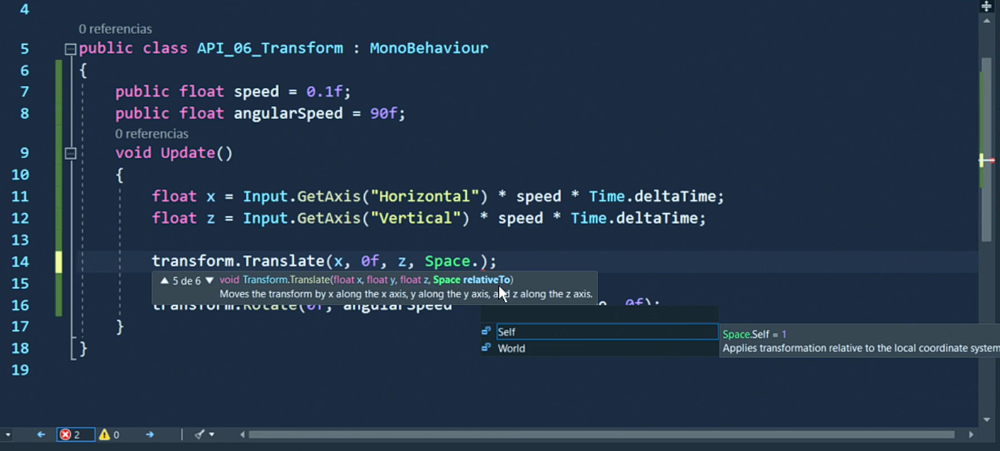 4
0 referencias
5 public class API_06_Transform : MonoBehaviour
6 {
7 public float speed = 0.1f;
8 public float angularSpeed = 90f;
0 referencias
9 void Update()
10 {
11 float x = Input.GetAxis("Horizontal") * speed * Time.deltaTime;
12 float z = Input.GetAxis("Vertical") * speed * Time.deltaTime;
13
14 transform.Translate(x, 0f, z, Space.);
15 5 de 6 void Transform.Translate(float x, float y, float z, Space relativeTo)
Moves the transform by x along the x axis, y along the y axis, and z along the z axis.
16 transform.Rotate(0f, angularSpeed 0f);
17 }
Self
Space.Self = 1
18 }
World
Applies transformation relative to the local coordinate system
19
2 0